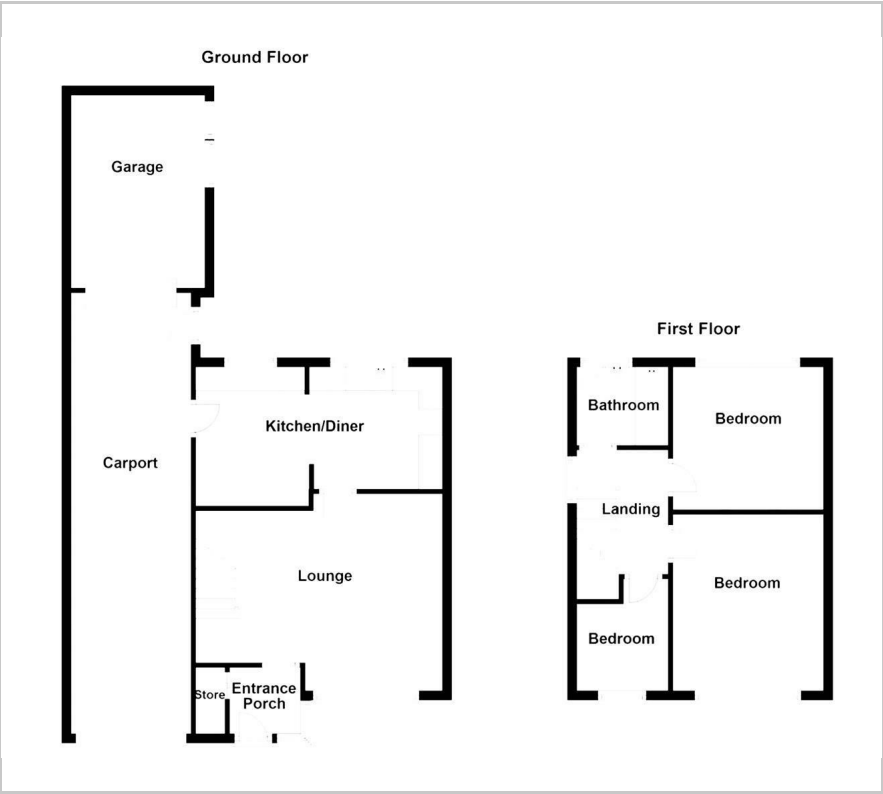 Ground Floor
Garage
Kitchen/Diner
Carport
Lounge
Store
Entrance
Porch
First Floor
Bathroom
Bedroom
Landing
Bedroom
Bedroom